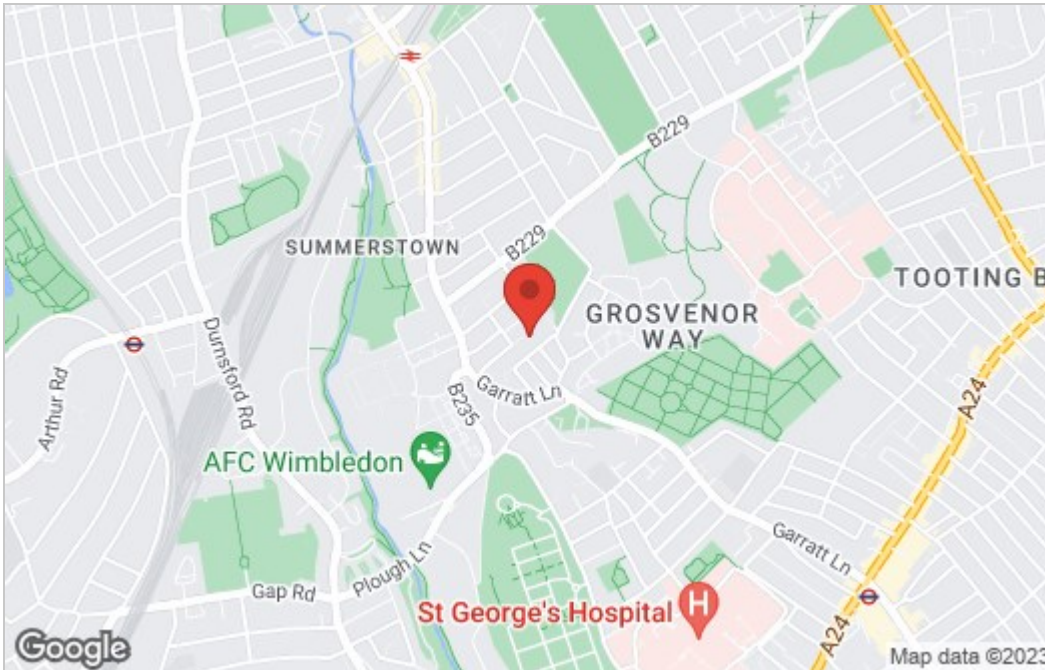 B229
SUMMERSTOWN
B229
TOOTING B
GROSVENOR
WAY
Durnsford Rd
Arthur Rd
A24
Garratt Ln
B235
AFC Wimbledon
Garratt Ln
Plough Ln
Gap Rd
St George's Hospital
H
A24
Google
Map data ©2023